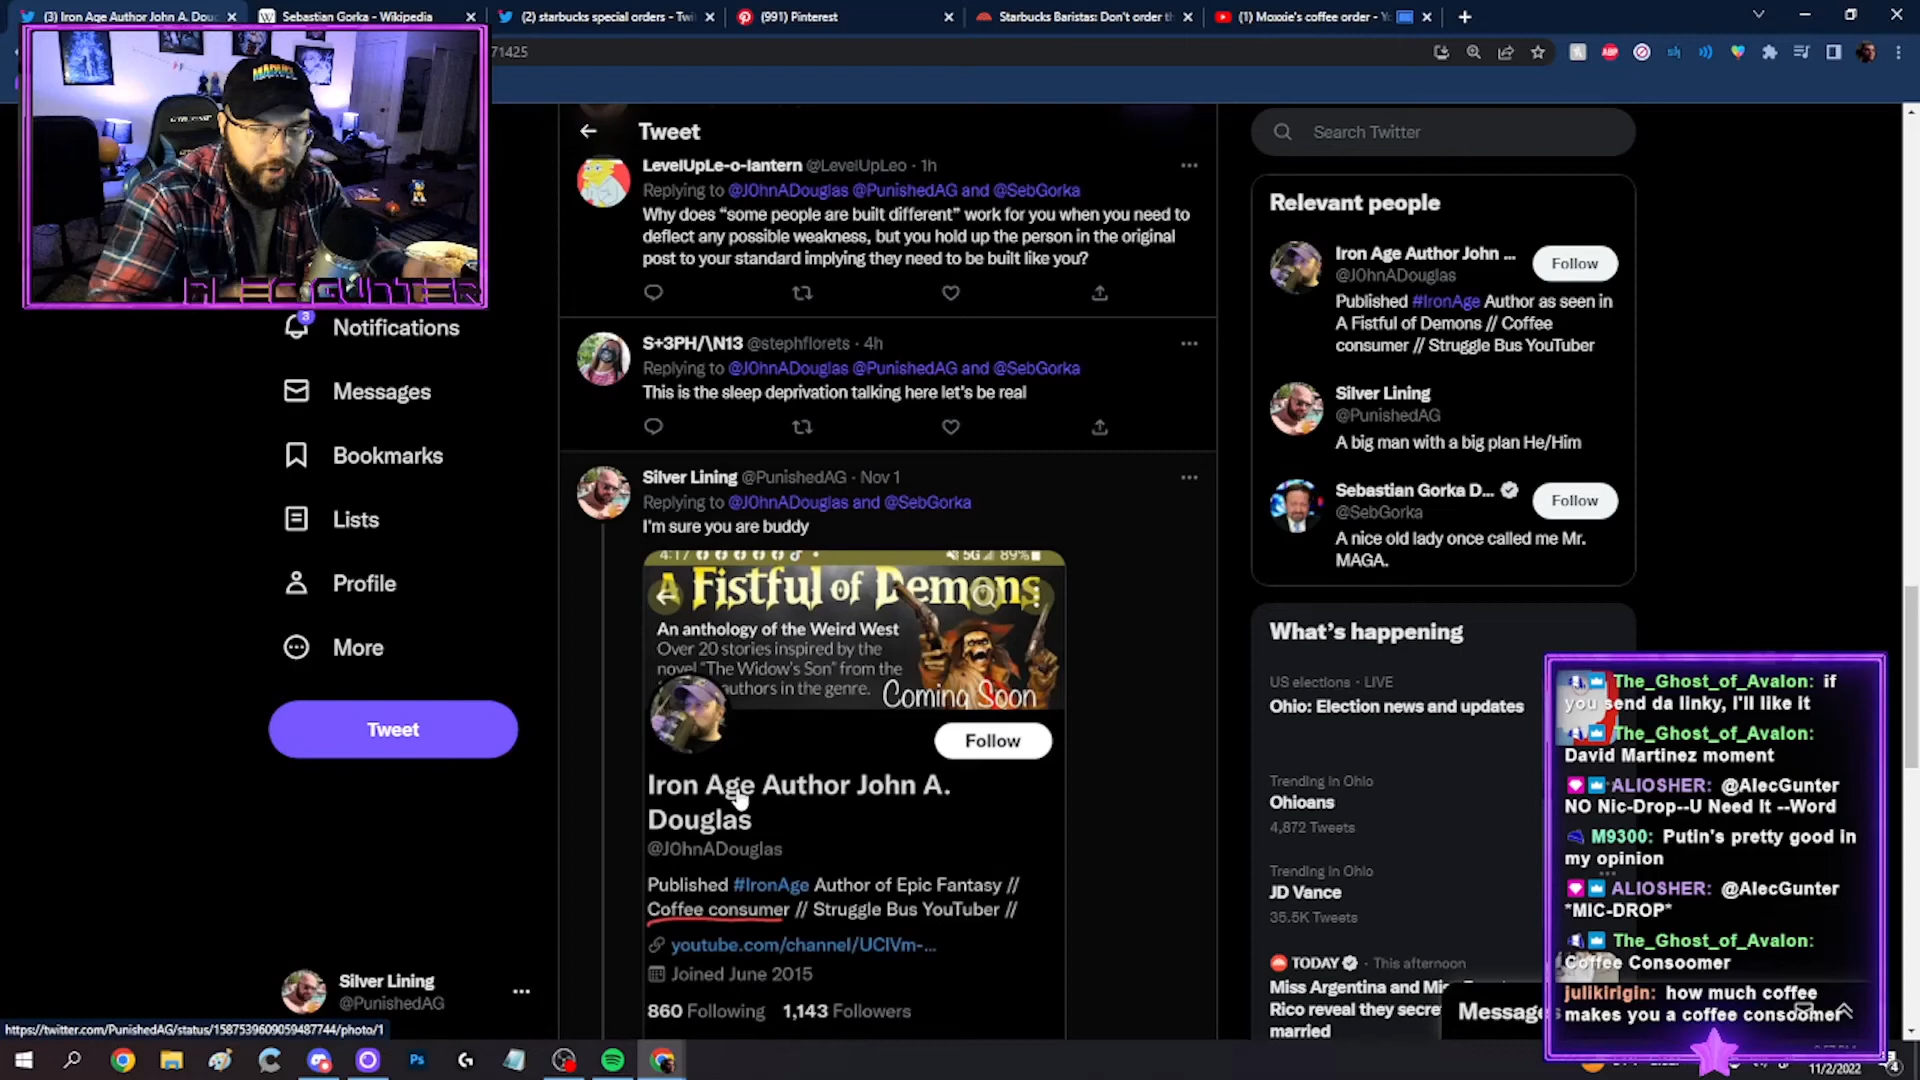 (3) Iron Age Author John A. Dou
Sebastian Gorka - Wikipedia
(2) starbucks special orders - Twi
(991) Pinterest
Starbucks Baristas: Don't order t
(1) Moxxie's coffee order - Yo
71425
MARVEL
ALEC GUNTER
Notifications
3
Messages
Bookmarks
Lists
Profile
More
Tweet
Silver Lining
@PunishedAG
Tweet
LevelUpLe-o-lantern @LevelUpLeo · 1h
Replying to @J0hnADouglas @PunishedAG and @SebGorka
Why does “some people are built different” work for you when you need to
deflect any possible weakness, but you hold up the person in the original
post to your standard implying they need to be built like you?
S+3PH/\N13 @stephflorets · 4h
Replying to @J0hnADouglas @PunishedAG and @SebGorka
This is the sleep deprivation talking here let's be real
Silver Lining @PunishedAG · Nov 1
Replying to @J0hnADouglas and @SebGorka
I'm sure you are buddy
4:17
5G 89%
A Fistful of Demons
An anthology of the Weird West
Over 20 stories inspired by the
novel "The Widow's Son" from the
authors in the genre.
Coming Soon
Follow
Iron Age Author John A.
Douglas
@J0hnADouglas
Published #IronAge Author of Epic Fantasy //
Coffee consumer // Struggle Bus YouTuber //
youtube.com/channel/UClVm-...
Joined June 2015
860 Following 1,143 Followers
Search Twitter
Relevant people
Iron Age Author John ...
@J0hnADouglas
Follow
Published #IronAge Author as seen in
A Fistful of Demons // Coffee
consumer // Struggle Bus YouTuber
Silver Lining
@PunishedAG
A big man with a big plan He/Him
Sebastian Gorka D...
@SebGorka
Follow
A nice old lady once called me Mr.
MAGA.
What's happening
US elections · LIVE
Ohio: Election news and updates
Trending in Ohio
Ohioans
4,872 Tweets
Trending in Ohio
JD Vance
35.5K Tweets
TODAY · This afternoon
Miss Argentina and Mis
Rico reveal they secre
married
Messages
The_Ghost_of_Avalon: if
you send da linky, I'll like it
The_Ghost_of_Avalon:
David Martinez moment
ALIOSHER: @AlecGunter
NO Nic-Drop--U Need It --Word
M9300: Putin's pretty good in
my opinion
ALIOSHER: @AlecGunter
*MIC-DROP*
The_Ghost_of_Avalon:
Coffee Consoomer
julikirigin: how much coffee
makes you a coffee consoomer
https://twitter.com/PunishedAG/status/1587539609059487744/photo/1
11/2/2022
4